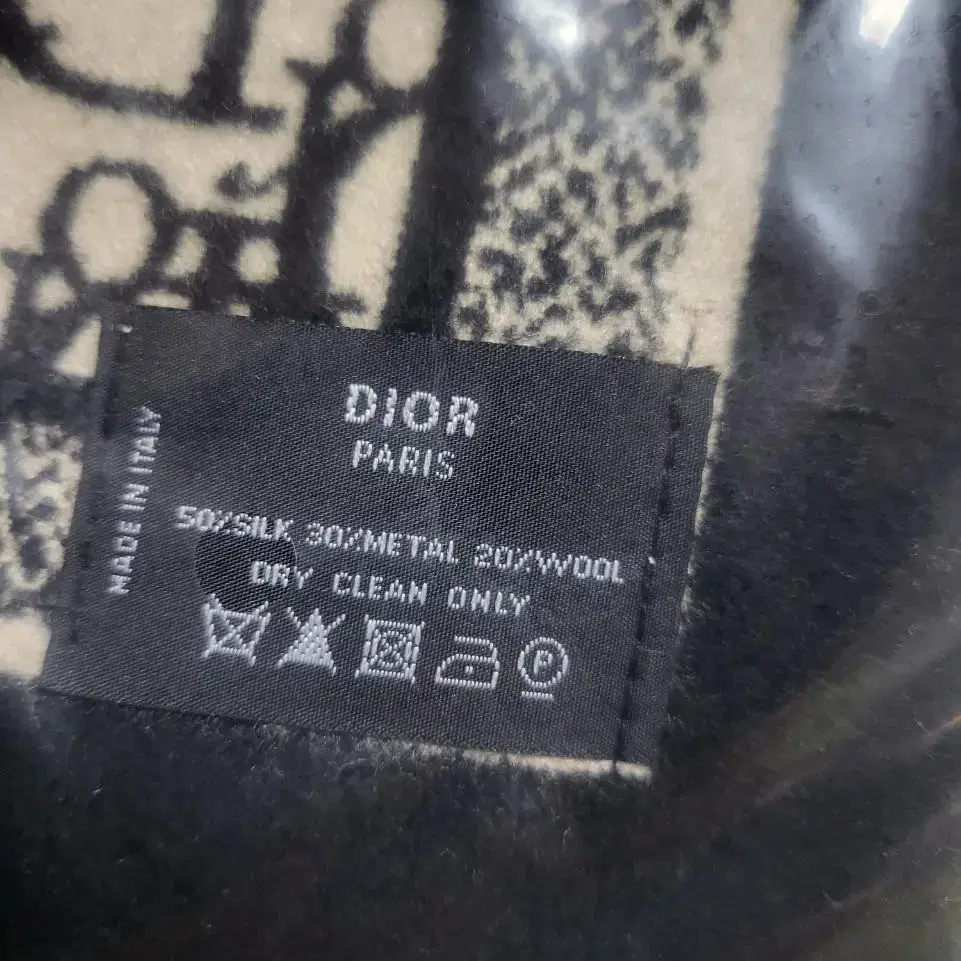 DIOR
PARIS
MADE IN ITALY
50%SILK 30%METAL 20%WOOL
DRY CLEAN ONLY
P